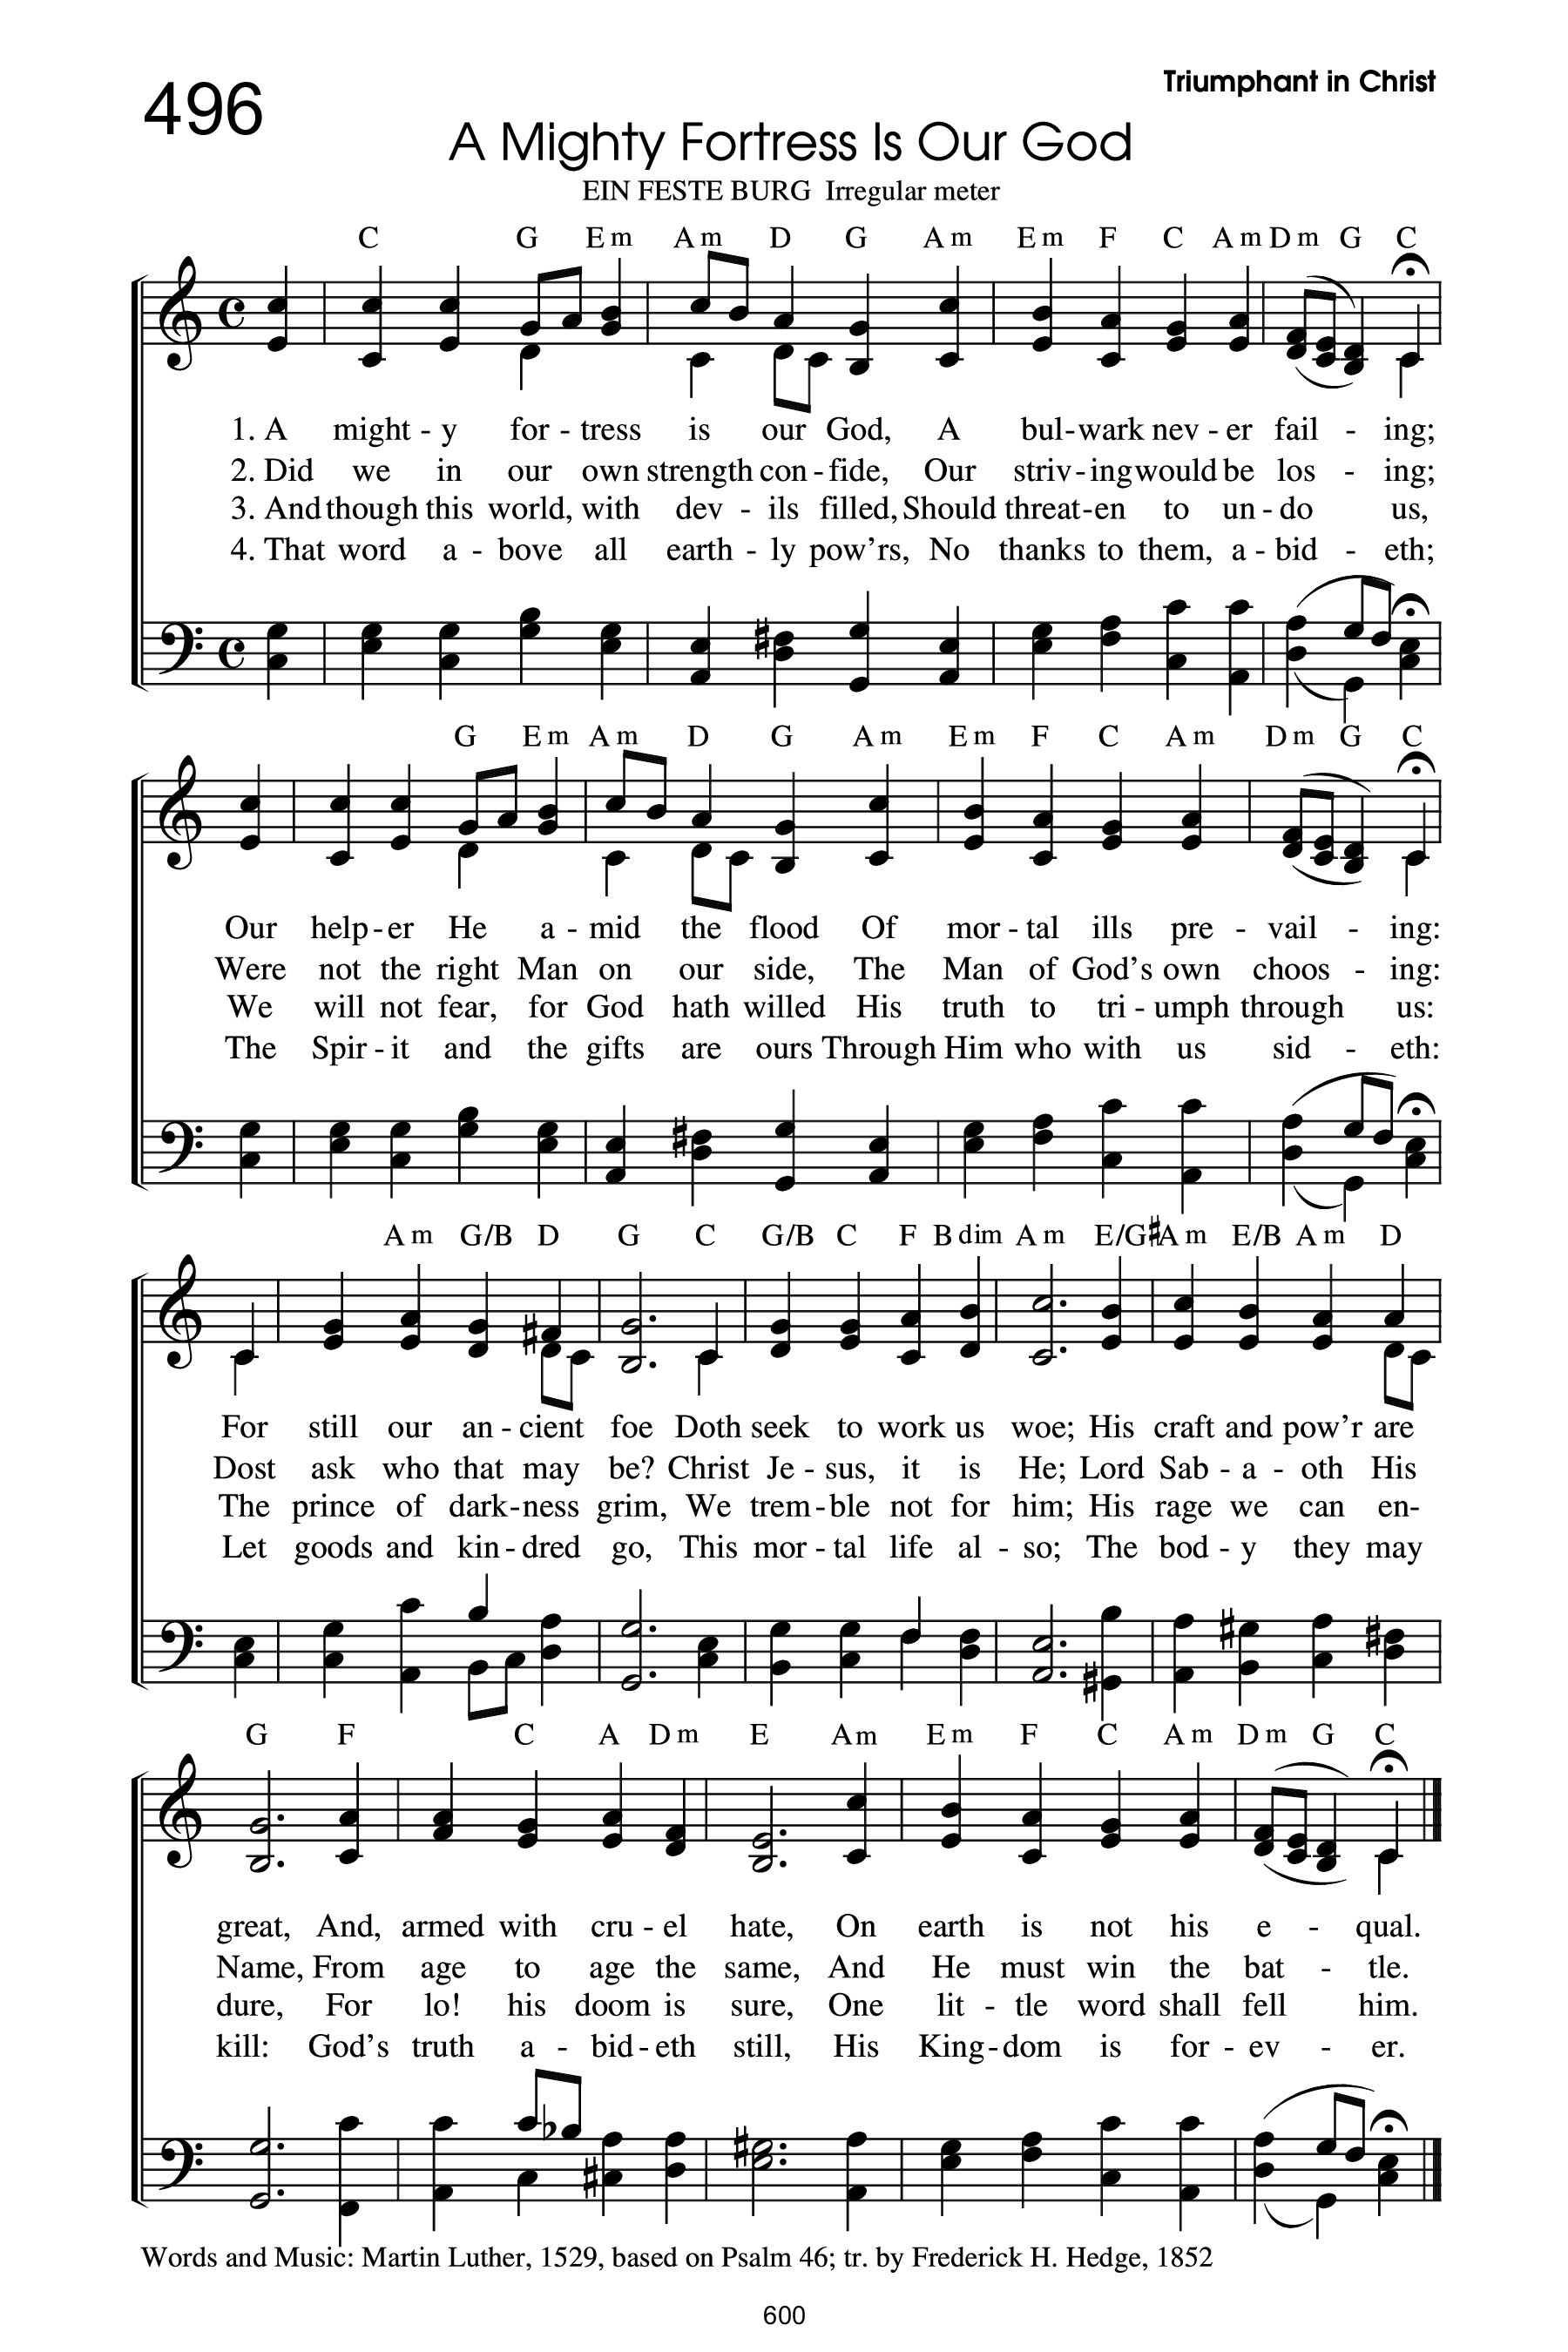 496
Triumphant in Christ
A Mighty Fortress Is Our God
EIN FESTE BURG  Irregular meter
C G Em Am D G Am Em F C Am Dm G C
1. A might - y for - tress is our God, A bul - wark nev - er fail - ing;
2. Did we in our own strength con - fide, Our striv - ing would be los - ing;
3. And though this world, with dev - ils filled, Should threat - en to un - do us,
4. That word a - bove all earth - ly pow'rs, No thanks to them, a - bid - eth;
G Em Am D G Am Em F C Am Dm G C
Our help - er He a - mid the flood Of mor - tal ills pre - vail - ing:
Were not the right Man on our side, The Man of God's own choos - ing:
We will not fear, for God hath willed His truth to tri - umph through us:
The Spir - it and the gifts are ours Through Him who with us sid - eth:
Am G/B D G C G/B C F Bdim Am E/G♯ Am E/B Am D
For still our an - cient foe Doth seek to work us woe; His craft and pow'r are
Dost ask who that may be? Christ Je - sus, it is He; Lord Sab - a - oth His
The prince of dark - ness grim, We trem - ble not for him; His rage we can en-
Let goods and kin - dred go, This mor - tal life al - so; The bod - y they may
G F C A Dm E Am Em F C Am Dm G C
great, And, armed with cru - el hate, On earth is not his e - qual.
Name, From age to age the same, And He must win the bat - tle.
dure, For lo! his doom is sure, One lit - tle word shall fell him.
kill: God's truth a - bid - eth still, His King - dom is for - ev - er.
Words and Music: Martin Luther, 1529, based on Psalm 46; tr. by Frederick H. Hedge, 1852
600